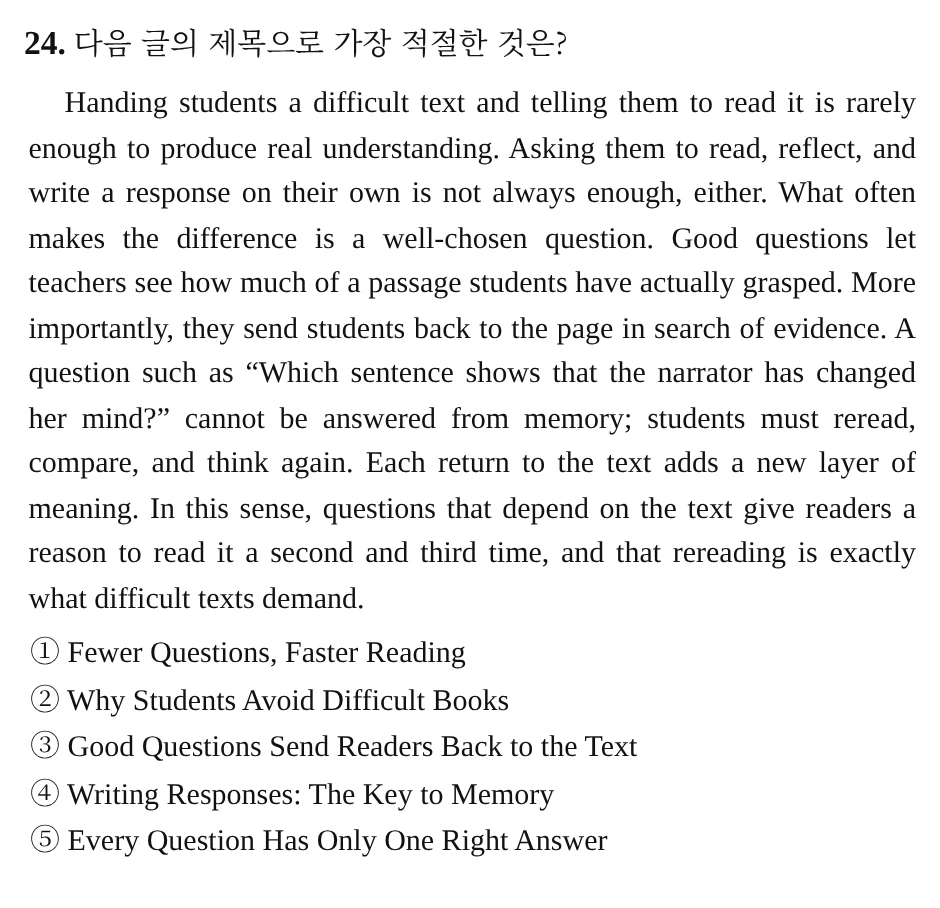 24. 다음 글의 제목으로 가장 적절한 것은?
Handing students a difficult text and telling them to read it is rarely
enough to produce real understanding. Asking them to read, reflect, and
write a response on their own is not always enough, either. What often
makes the difference is a well-chosen question. Good questions let
teachers see how much of a passage students have actually grasped. More
importantly, they send students back to the page in search of evidence. A
question such as “Which sentence shows that the narrator has changed
her mind?” cannot be answered from memory; students must reread,
compare, and think again. Each return to the text adds a new layer of
meaning. In this sense, questions that depend on the text give readers a
reason to read it a second and third time, and that rereading is exactly
what difficult texts demand.
① Fewer Questions, Faster Reading
② Why Students Avoid Difficult Books
③ Good Questions Send Readers Back to the Text
④ Writing Responses: The Key to Memory
⑤ Every Question Has Only One Right Answer